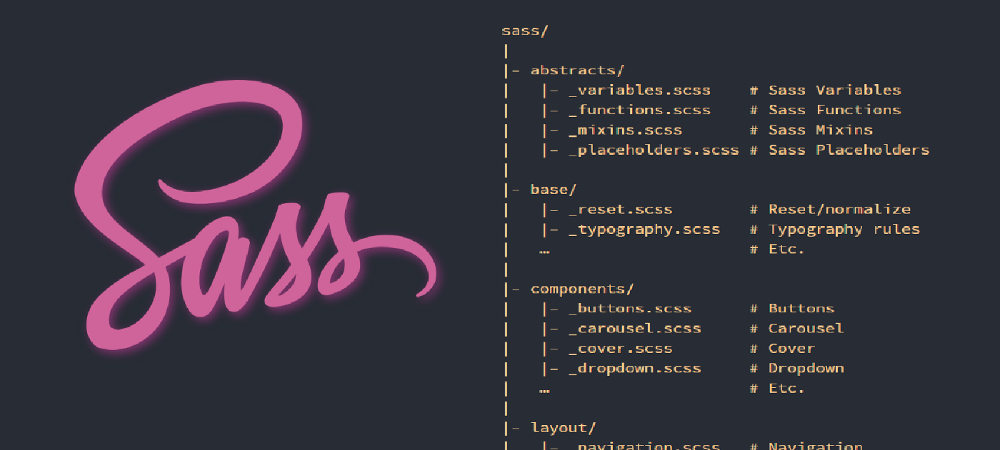 Sass
sass/
|
|- abstracts/
|   |- _variables.scss    # Sass Variables
|   |- _functions.scss    # Sass Functions
|   |- _mixins.scss       # Sass Mixins
|   |- _placeholders.scss # Sass Placeholders
|
|- base/
|   |- _reset.scss        # Reset/normalize
|   |- _typography.scss   # Typography rules
|   …                     # Etc.
|
|- components/
|   |- _buttons.scss      # Buttons
|   |- _carousel.scss     # Carousel
|   |- _cover.scss        # Cover
|   |- _dropdown.scss     # Dropdown
|   …                     # Etc.
|
|- layout/
|   |- _navigation.scss   # Navigation